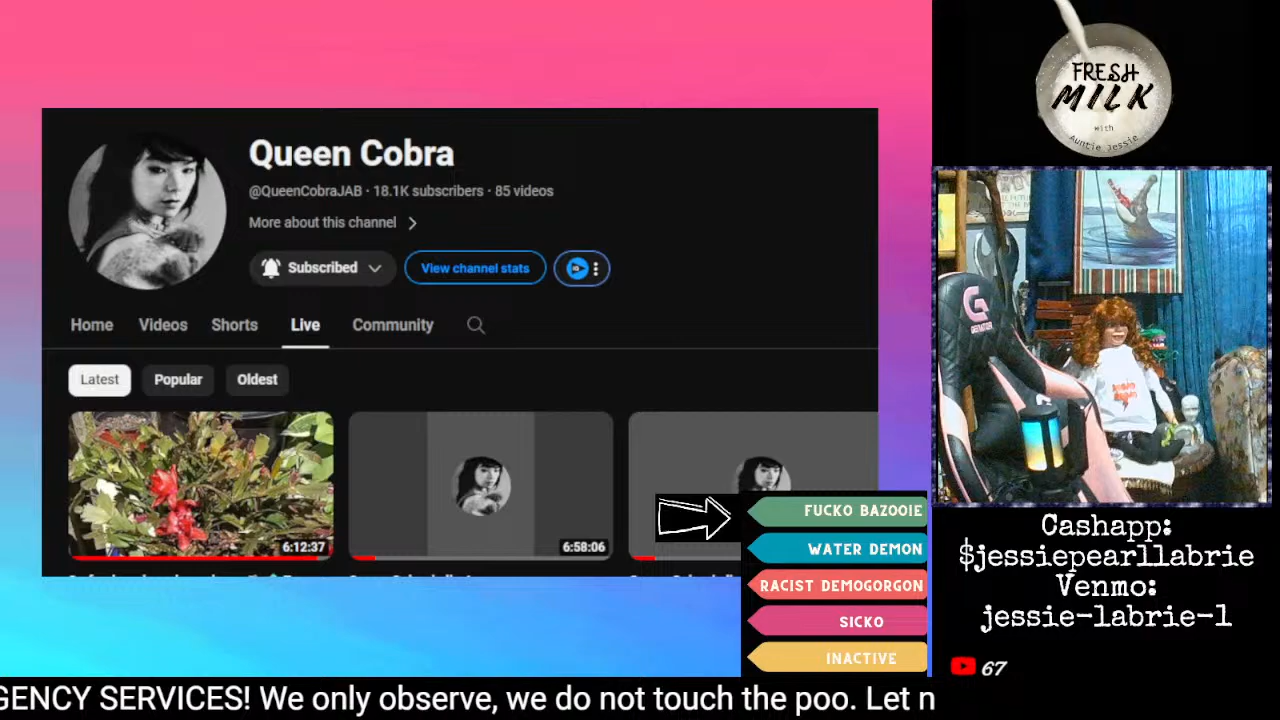 Queen Cobra
@QueenCobraJAB · 18.1K subscribers · 85 videos
More about this channel
Subscribed
View channel stats
Home Videos Shorts Live Community
Latest Popular Oldest
6:12:37
6:58:06
FUCKO BAZOOIE
WATER DEMON
RACIST DEMOGORGON
SICKO
INACTIVE
FRESH
MILK
with
Auntie Jessie
Cashapp:
$jessiepearllabrie
Venmo:
jessie-labrie-1
67
GENCY SERVICES! We only observe, we do not touch the poo. Let n